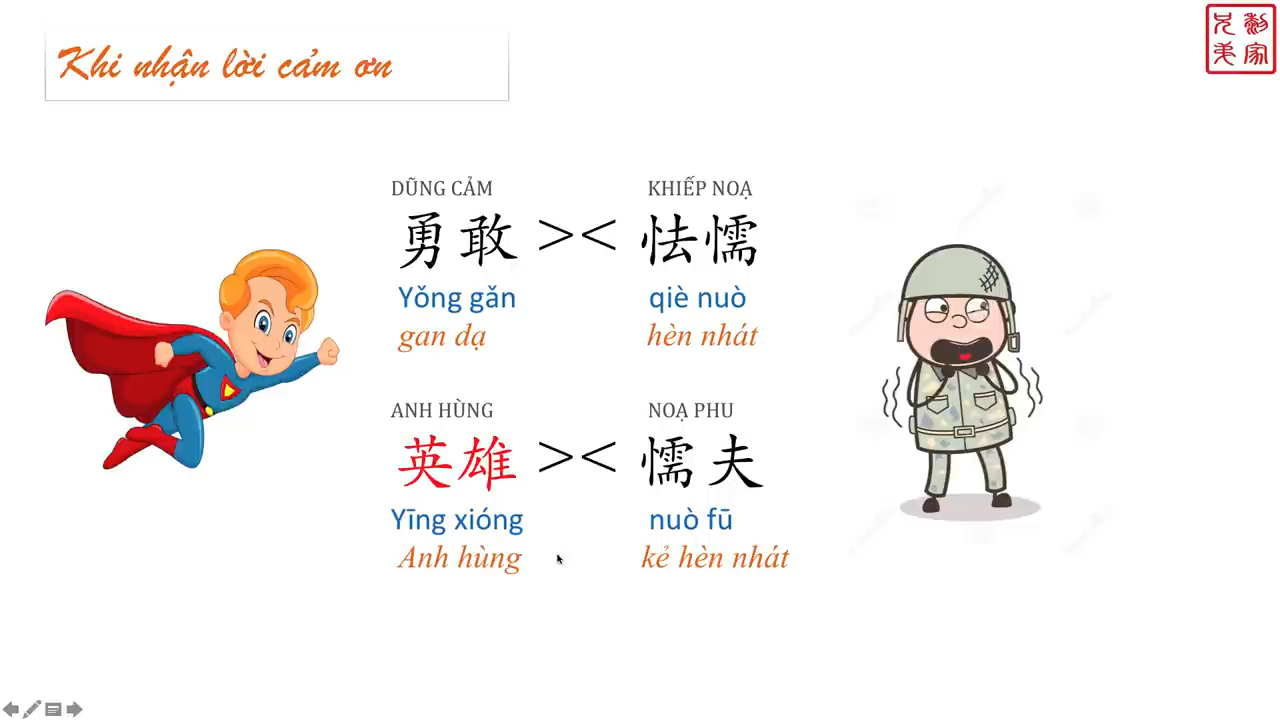 Khi nhận lời cảm ơn
DŨNG CẢM
勇敢
Yǒng gǎn
gan dạ
><
KHIẾP NOẠ
怯懦
qiè nuò
hèn nhát
ANH HÙNG
英雄
Yīng xióng
Anh hùng
><
NOẠ PHU
懦夫
nuò fū
kẻ hèn nhát